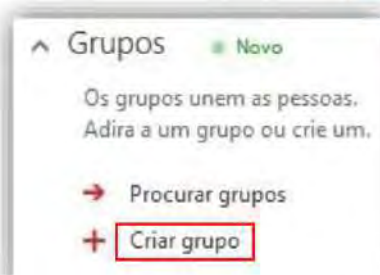 Grupos Novo
Os grupos unem as pessoas.
Adira a um grupo ou crie um.
Procurar grupos
Criar grupo